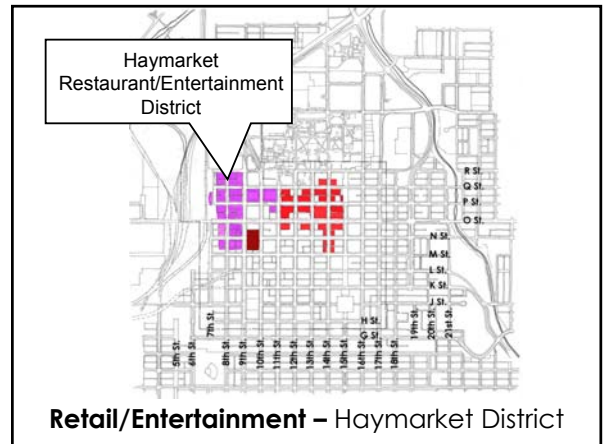 Haymarket
Restaurant/Entertainment
District
R St.
Q St.
P St.
O St.
N St.
M St.
L St.
K St.
J St.
H St.
G St.
5th St.
6th St.
7th St.
8th St.
9th St.
10th St.
11th St.
12th St.
13th St.
14th St.
15th St.
16th St.
17th St.
18th St.
19th St.
20th St.
21st St.
Retail/Entertainment – Haymarket District